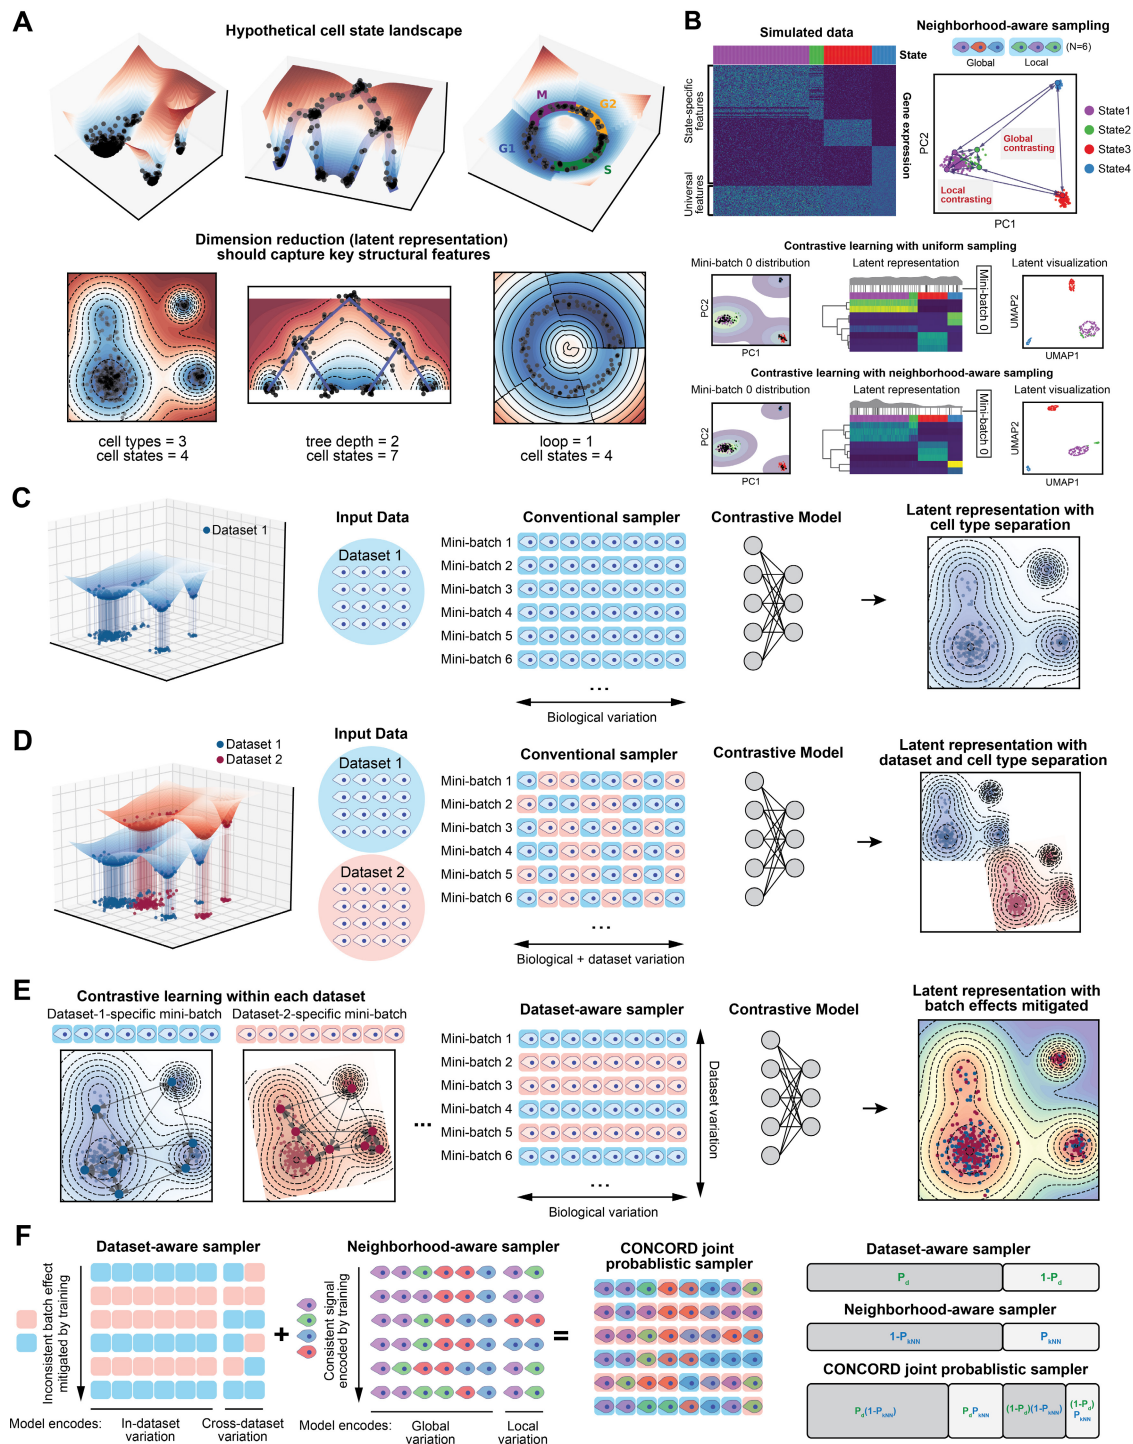 A
Hypothetical cell state landscape
M
G2
G1
S
Dimension reduction (latent representation)
should capture key structural features
cell types = 3
cell states = 4
tree depth = 2
cell states = 7
loop = 1
cell states = 4
B
Simulated data
State
State-specific
features
Universal
features
Gene expression
Neighborhood-aware sampling
(N=6)
Global
Local
PC2
Global
contrasting
Local
contrasting
PC1
State1
State2
State3
State4
Contrastive learning with uniform sampling
Mini-batch 0 distribution
Latent representation
Latent visualization
PC2
PC1
Mini-batch 0
UMAP2
UMAP1
Contrastive learning with neighborhood-aware sampling
Mini-batch 0 distribution
Latent representation
Latent visualization
PC2
PC1
Mini-batch 0
UMAP2
UMAP1
C
Dataset 1
Input Data
Dataset 1
Conventional sampler
Mini-batch 1
Mini-batch 2
Mini-batch 3
Mini-batch 4
Mini-batch 5
Mini-batch 6
...
Biological variation
Contrastive Model
Latent representation with
cell type separation
D
Dataset 1
Dataset 2
Input Data
Dataset 1
Dataset 2
Conventional sampler
Mini-batch 1
Mini-batch 2
Mini-batch 3
Mini-batch 4
Mini-batch 5
Mini-batch 6
...
Biological + dataset variation
Contrastive Model
Latent representation with
dataset and cell type separation
E
Contrastive learning within each dataset
Dataset-1-specific mini-batch
Dataset-2-specific mini-batch
...
Dataset-aware sampler
Mini-batch 1
Mini-batch 2
Mini-batch 3
Mini-batch 4
Mini-batch 5
Mini-batch 6
...
Biological variation
Dataset variation
Contrastive Model
Latent representation with
batch effects mitigated
F
Dataset-aware sampler
Inconsistent batch effect
mitigated by training
Model encodes:
In-dataset
variation
Cross-dataset
variation
+
Neighborhood-aware sampler
Consistent signal
encoded by training
Model encodes:
Global
variation
Local
variation
=
CONCORD joint
probablistic sampler
Dataset-aware sampler
Pd
1-Pd
Neighborhood-aware sampler
1-PkNN
PkNN
CONCORD joint probablistic sampler
Pd(1-PkNN)
PdPkNN
(1-Pd)(1-PkNN)
(1-Pd)
PkNN